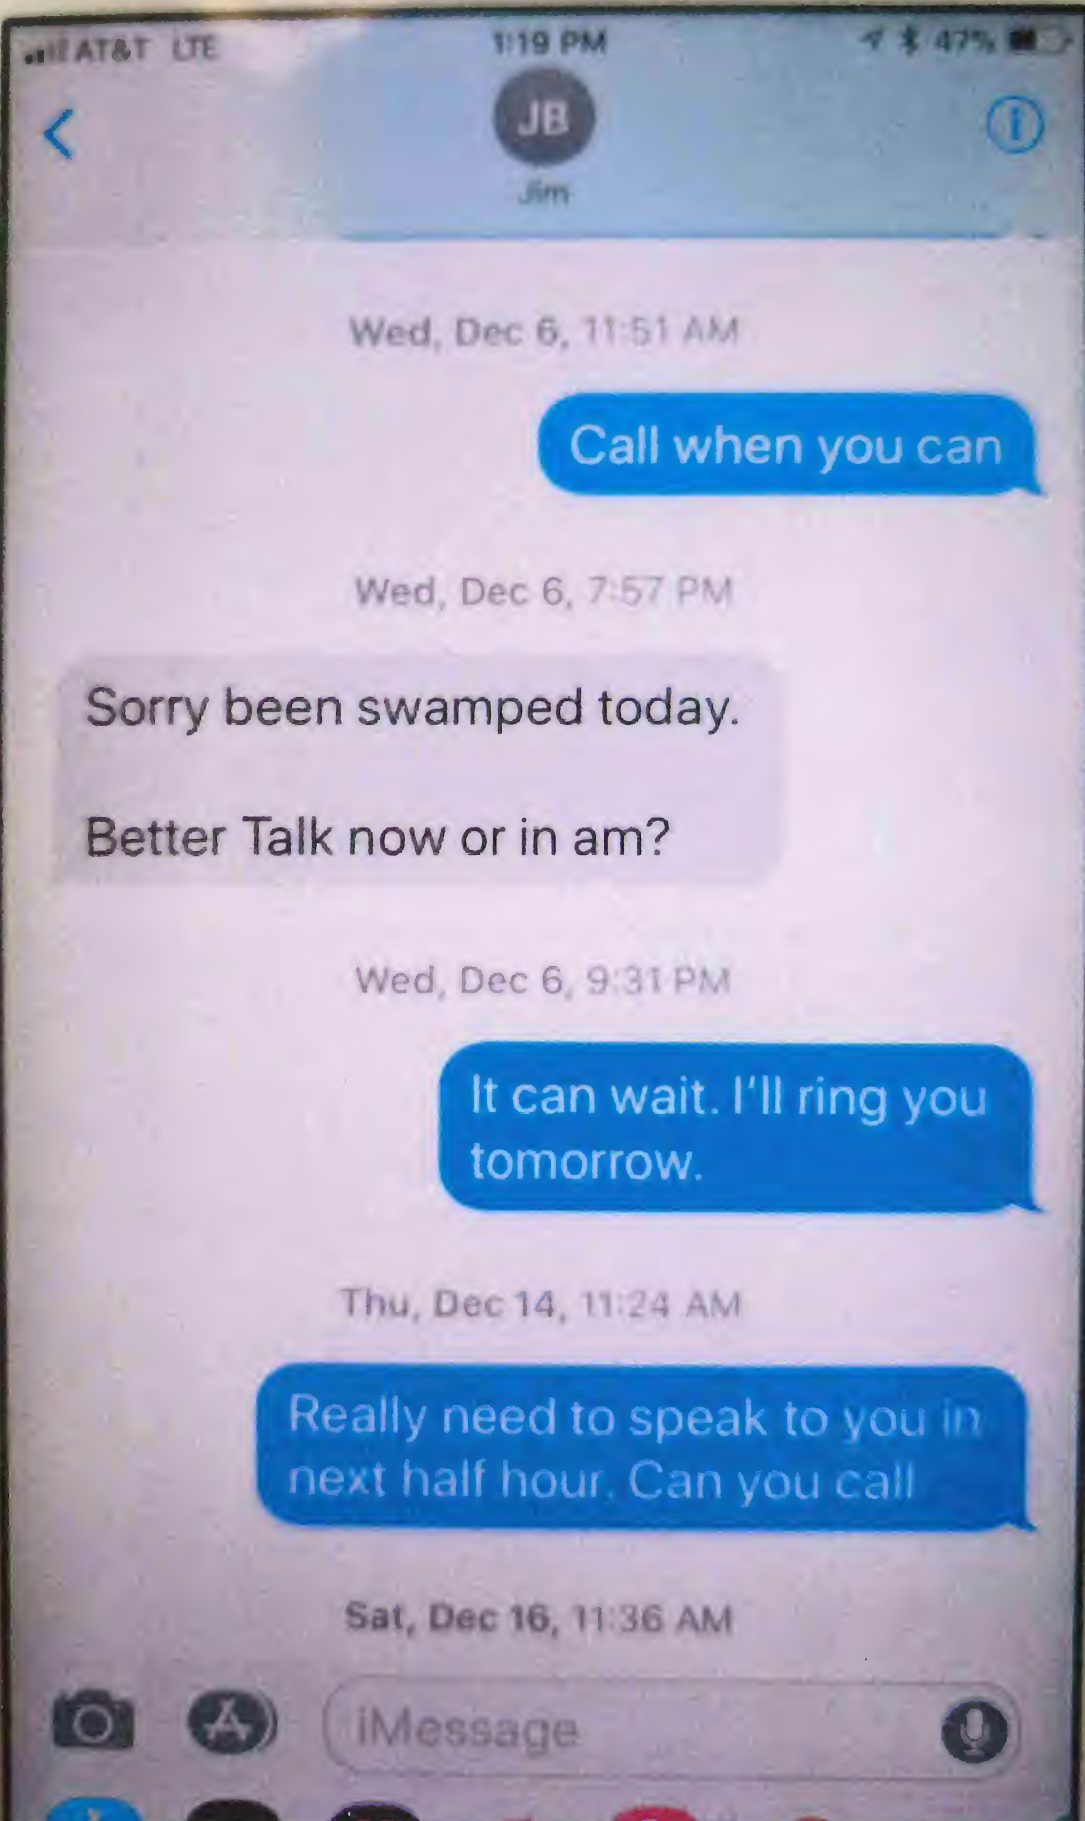 AT&T LTE
1:19 PM
47%
JB
Jim
Wed, Dec 6, 11:51 AM
Call when you can
Wed, Dec 6, 7:57 PM
Sorry been swamped today.
Better Talk now or in am?
Wed, Dec 6, 9:31 PM
It can wait. I'll ring you
tomorrow.
Thu, Dec 14, 11:24 AM
Really need to speak to you in
next half hour. Can you call
Sat, Dec 16, 11:36 AM
iMessage